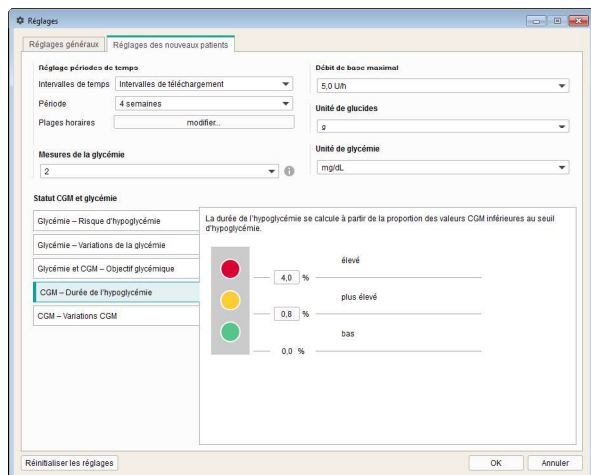 Réglages
Réglages généraux
Réglages des nouveaux patients
Réglage périodes de temps
Intervalles de temps
Intervalles de téléchargement
Période
4 semaines
Plages horaires
modifier...
Mesures de la glycémie
2
Débit de base maximal
5,0 U/h
Unité de glucides
g
Unité de glycémie
mg/dL
Statut CGM et glycémie
Glycémie – Risque d'hypoglycémie
Glycémie – Variations de la glycémie
Glycémie et CGM – Objectif glycémique
CGM – Durée de l'hypoglycémie
CGM – Variations CGM
La durée de l'hypoglycémie se calcule à partir de la proportion des valeurs CGM inférieures au seuil
d'hypoglycémie.
élevé
4,0 %
plus élevé
0,8 %
bas
0,0 %
Réinitialiser les réglages
OK
Annuler